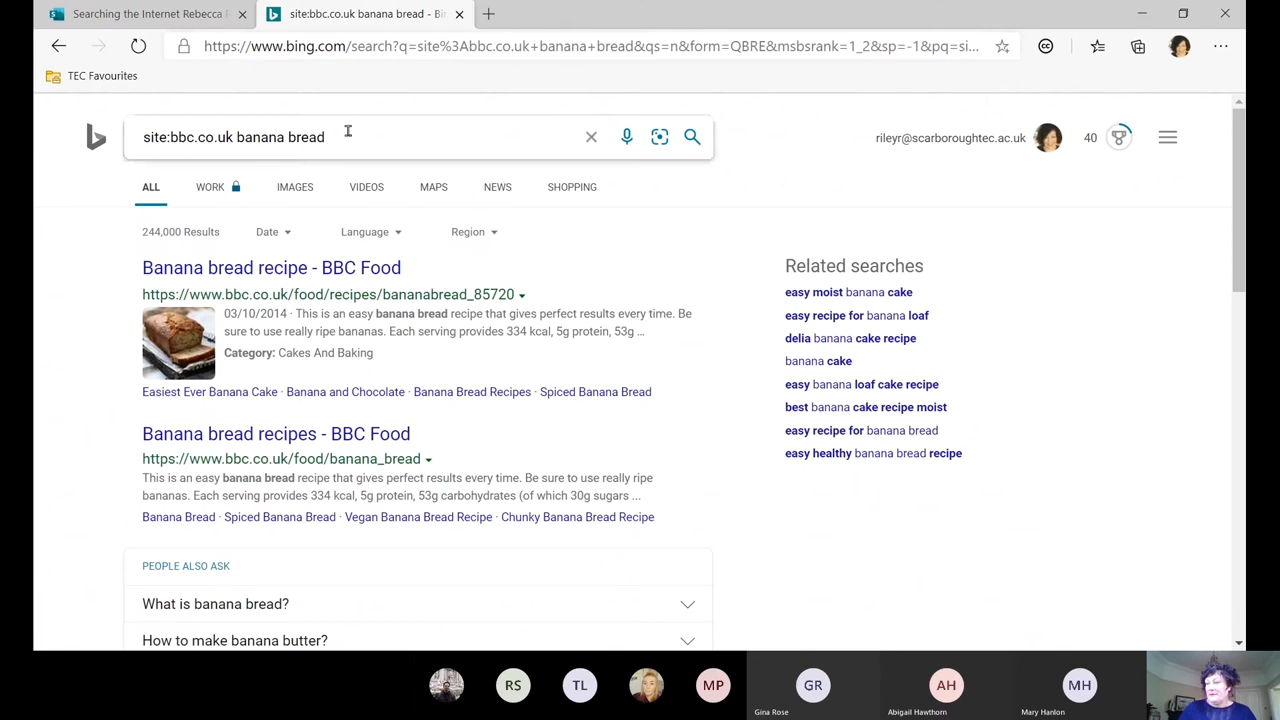 Searching the Internet Rebecca R
site:bbc.co.uk banana bread - Bin
https://www.bing.com/search?q=site%3Abbc.co.uk+banana+bread&qs=n&form=QBRE&msbsrank=1_2&sp=-1&pq=si...
TEC Favourites
site:bbc.co.uk banana bread
rileyr@scarboroughtec.ac.uk
40
ALL WORK IMAGES VIDEOS MAPS NEWS SHOPPING
244,000 Results Date Language Region
Banana bread recipe - BBC Food
https://www.bbc.co.uk/food/recipes/bananabread_85720
03/10/2014 · This is an easy banana bread recipe that gives perfect results every time. Be
sure to use really ripe bananas. Each serving provides 334 kcal, 5g protein, 53g ...
Category: Cakes And Baking
Easiest Ever Banana Cake · Banana and Chocolate · Banana Bread Recipes · Spiced Banana Bread
Banana bread recipes - BBC Food
https://www.bbc.co.uk/food/banana_bread
This is an easy banana bread recipe that gives perfect results every time. Be sure to use really ripe
bananas. Each serving provides 334 kcal, 5g protein, 53g carbohydrates (of which 30g sugars ...
Banana Bread · Spiced Banana Bread · Vegan Banana Bread Recipe · Chunky Banana Bread Recipe
PEOPLE ALSO ASK
What is banana bread?
How to make banana butter?
Related searches
easy moist banana cake
easy recipe for banana loaf
delia banana cake recipe
banana cake
easy banana loaf cake recipe
best banana cake recipe moist
easy recipe for banana bread
easy healthy banana bread recipe
RS TL MP GR AH MH
Gina Rose Abigail Hawthorn Mary Hanlon